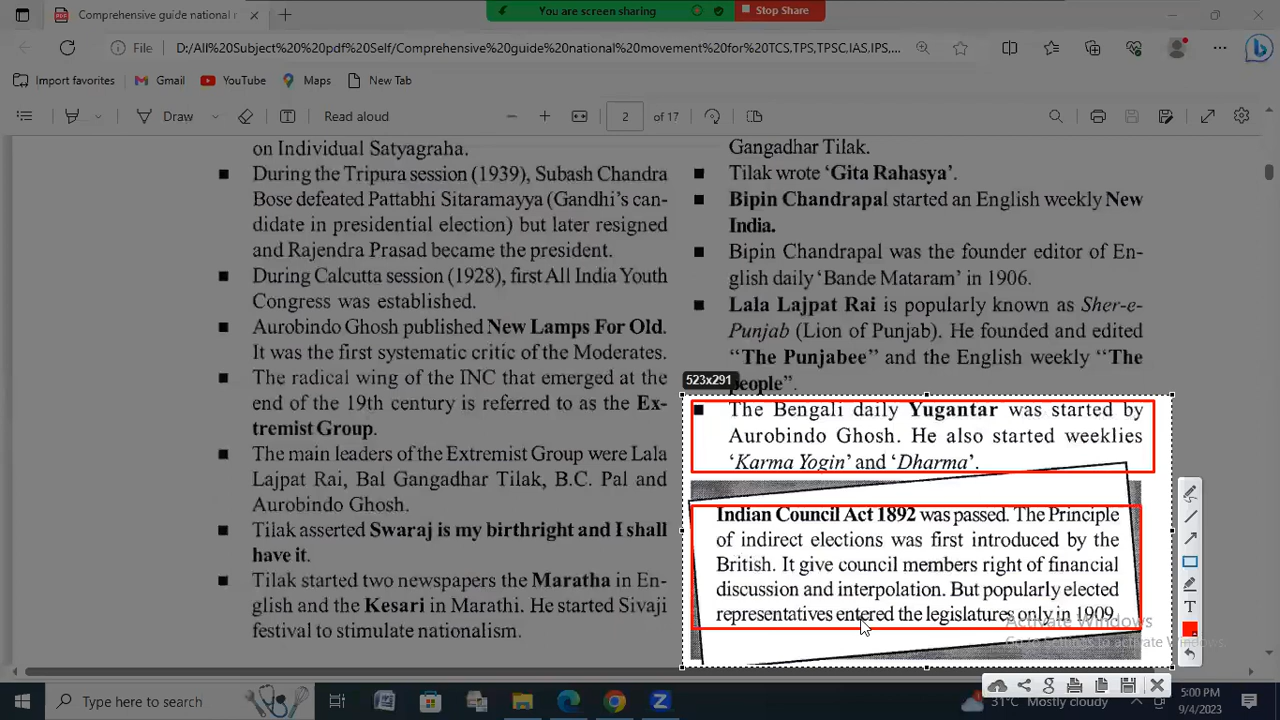 Comprehensive guide national
You are screen sharing
Stop Share
File
D:/All%20Subject%20%20pdf%20Self/Comprehensive%20guide%20national%20movement%20for%20TCS,TPS,TPSC,IAS,IPS,...
Import favorites
Gmail
YouTube
Maps
New Tab
Draw
Read aloud
2
of 17
on Individual Satyagraha.
During the Tripura session (1939), Subash Chandra
Bose defeated Pattabhi Sitaramayya (Gandhi's can-
didate in presidential election) but later resigned
and Rajendra Prasad became the president.
During Calcutta session (1928), first All India Youth
Congress was established.
Aurobindo Ghosh published New Lamps For Old.
It was the first systematic critic of the Moderates.
The radical wing of the INC that emerged at the
end of the 19th century is referred to as the Ex-
tremist Group.
The main leaders of the Extremist Group were Lala
Lajpat Rai, Bal Gangadhar Tilak, B.C. Pal and
Aurobindo Ghosh.
Tilak asserted Swaraj is my birthright and I shall
have it.
Tilak started two newspapers the Maratha in En-
glish and the Kesari in Marathi. He started Sivaji
festival to stimulate nationalism.
Gangadhar Tilak.
Tilak wrote ‘Gita Rahasya’.
Bipin Chandrapal started an English weekly New
India.
Bipin Chandrapal was the founder editor of En-
glish daily ‘Bande Mataram’ in 1906.
Lala Lajpat Rai is popularly known as Sher-e-
Punjab (Lion of Punjab). He founded and edited
“The Punjabee” and the English weekly “The
people”.
523x291
The Bengali daily Yugantar was started by
Aurobindo Ghosh. He also started weeklies
‘Karma Yogin’ and ‘Dharma’.
Indian Council Act 1892 was passed. The Principle
of indirect elections was first introduced by the
British. It give council members right of financial
discussion and interpolation. But popularly elected
representatives entered the legislatures only in 1909.
Activate Windows
Go to Settings to activate Windows.
T
Type here to search
31°C Mostly cloudy
5:00 PM
9/4/2023